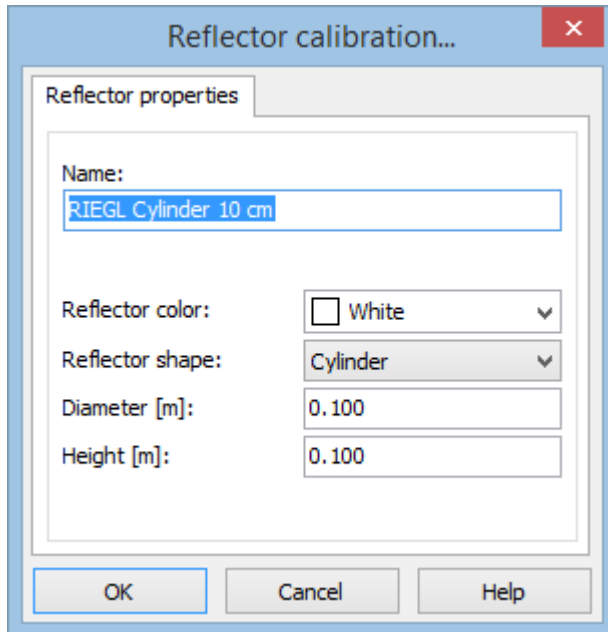 Reflector calibration...
Reflector properties
Name:
RIEGL Cylinder 10 cm
Reflector color: White
Reflector shape: Cylinder
Diameter [m]: 0.100
Height [m]: 0.100
OK Cancel Help